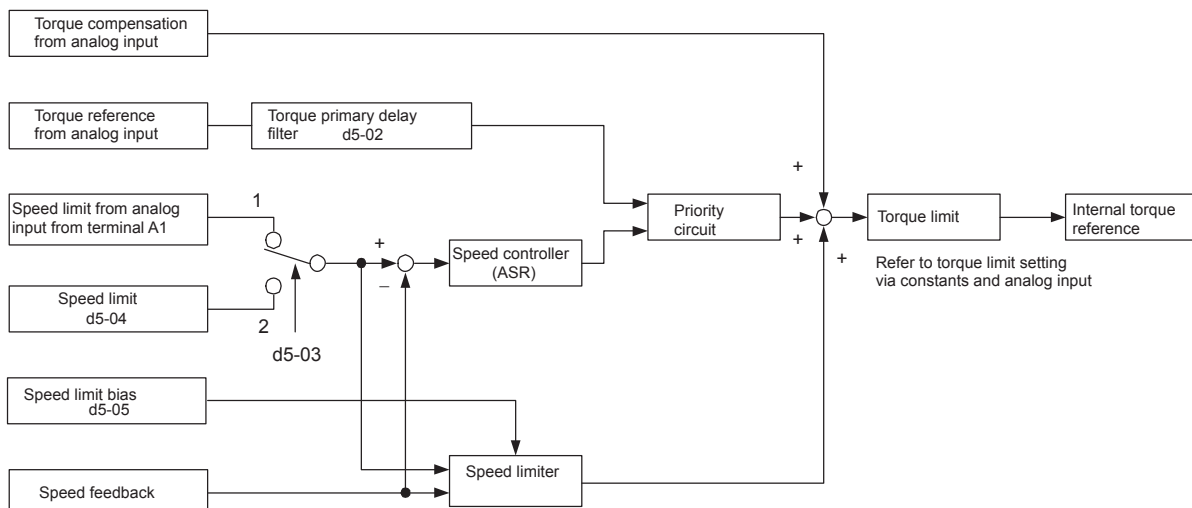 Torque compensation
from analog input
Torque reference
from analog input
Torque primary delay
filter d5-02
Speed limit from analog
input from terminal A1
1
2
Speed limit
d5-04
d5-03
+
−
Speed controller
(ASR)
Priority
circuit
+
+
+
Torque limit
Internal torque
reference
Refer to torque limit setting
via constants and analog input
Speed limit bias
d5-05
Speed feedback
Speed limiter